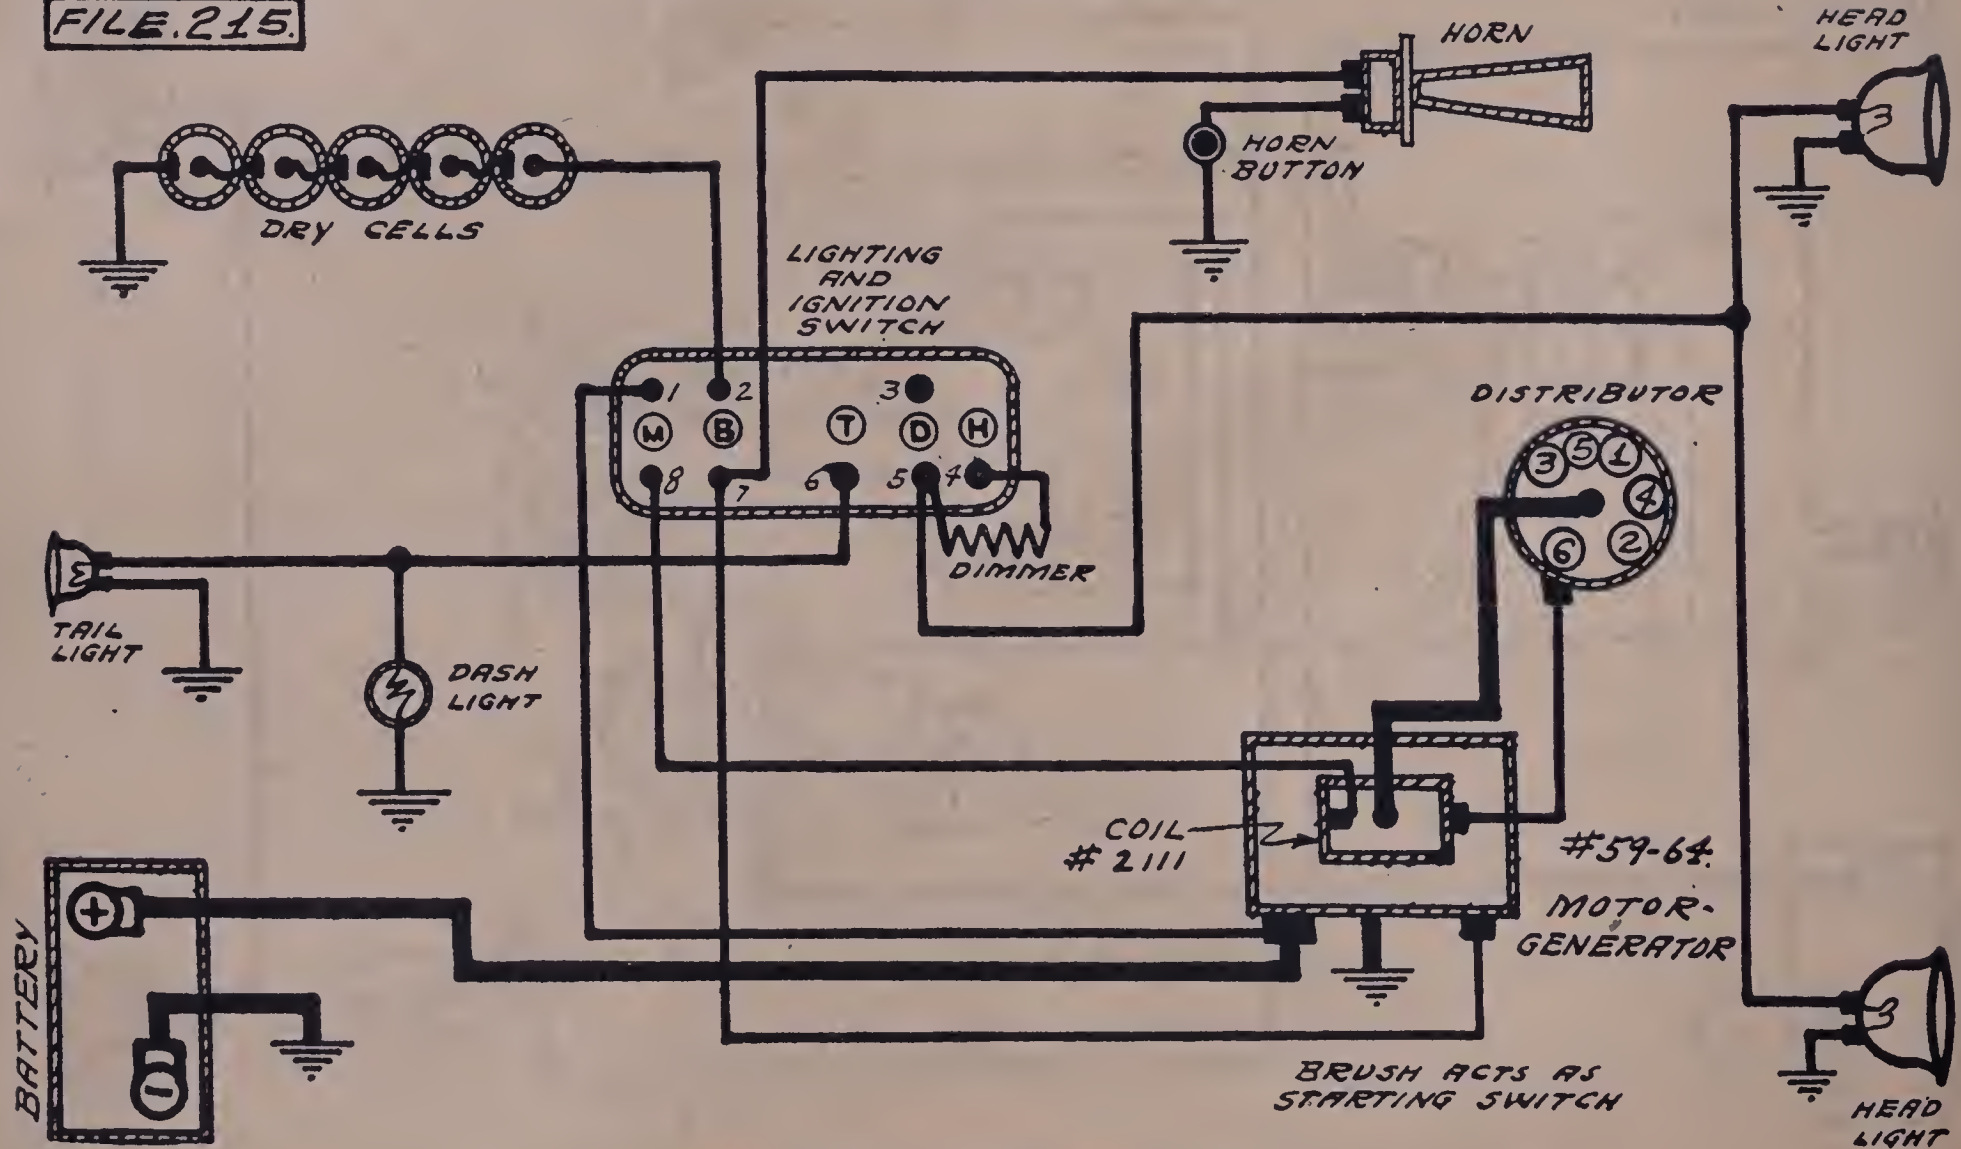 FILE.215.
HORN
HEAD
LIGHT
HORN
BUTTON
DRY CELLS
LIGHTING
AND
IGNITION
SWITCH
1 2 3
M B T D H
8 7 6 5 4
DIMMER
DISTRIBUTOR
3 5 1
4
6 2
TAIL
LIGHT
DASH
LIGHT
COIL
# 2111
#59-64.
MOTOR-
GENERATOR
BATTERY
+
-
BRUSH ACTS AS
STARTING SWITCH
HEAD
LIGHT